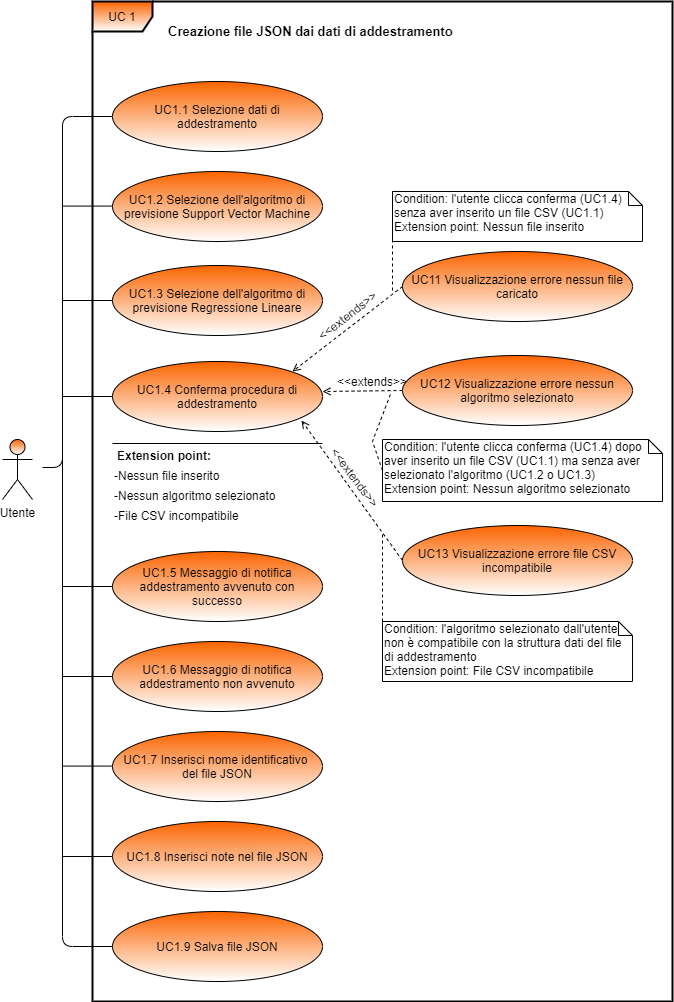 UC 1
Creazione file JSON dai dati di addestramento
UC1.1 Selezione dati di
addestramento
UC1.2 Selezione dell'algoritmo di
previsione Support Vector Machine
Condition: l'utente clicca conferma (UC1.4)
senza aver inserito un file CSV (UC1.1)
Extension point: Nessun file inserito
UC1.3 Selezione dell'algoritmo di
previsione Regressione Lineare
UC11 Visualizzazione errore nessun file
caricato
<<extends>>
UC1.4 Conferma procedura di
addestramento
<<extends>>
UC12 Visualizzazione errore nessun
algoritmo selezionato
Extension point:
-Nessun file inserito
-Nessun algoritmo selezionato
-File CSV incompatibile
<<extends>>
Condition: l'utente clicca conferma (UC1.4) dopo
aver inserito un file CSV (UC1.1) ma senza aver
selezionato l'algoritmo (UC1.2 o UC1.3)
Extension point: Nessun algoritmo selezionato
Utente
UC13 Visualizzazione errore file CSV
incompatibile
UC1.5 Messaggio di notifica
addestramento avvenuto con
successo
Condition: l'algoritmo selezionato dall'utente
non è compatibile con la struttura dati del file
di addestramento
Extension point: File CSV incompatibile
UC1.6 Messaggio di notifica
addestramento non avvenuto
UC1.7 Inserisci nome identificativo
del file JSON
UC1.8 Inserisci note nel file JSON
UC1.9 Salva file JSON